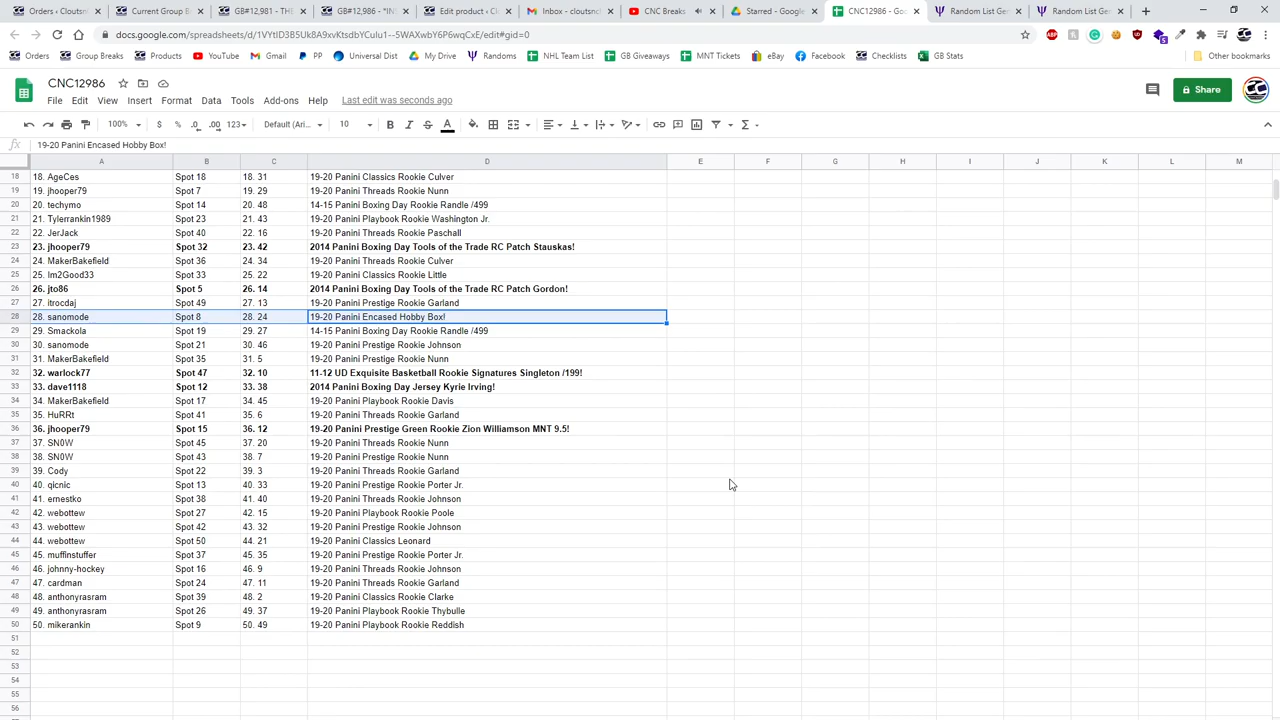 Orders ‹ Cloutsn
Current Group B
GB#12,981 - THE
GB#12,986 - *IN
Edit product ‹ Cl
Inbox - cloutsncl
CNC Breaks
Starred - Google
CNC12986 - Goo
Random List Gen
Random List Gen
docs.google.com/spreadsheets/d/1VYtID3B5Uk8A9xvKtsdbYCulu1--5WAXwbY6P6wqCxE/edit#gid=0
Orders
Group Breaks
Products
YouTube
Gmail
PP
Universal Dist
My Drive
Randoms
NHL Team List
GB Giveaways
MNT Tickets
eBay
Facebook
Checklists
GB Stats
Other bookmarks
CNC12986
File Edit View Insert Format Data Tools Add-ons Help Last edit was seconds ago
Share
100% $ % .0 .00 123 Default (Ari... 10 B I S A
fx 19-20 Panini Encased Hobby Box!
A B C D E F G H I J K L M
18 18. AgeCes Spot 18 18. 31 19-20 Panini Classics Rookie Culver
19 19. jhooper79 Spot 7 19. 29 19-20 Panini Threads Rookie Nunn
20 20. techymo Spot 14 20. 48 14-15 Panini Boxing Day Rookie Randle /499
21 21. Tylerrankin1989 Spot 23 21. 43 19-20 Panini Playbook Rookie Washington Jr.
22 22. JerJack Spot 40 22. 16 19-20 Panini Threads Rookie Paschall
23 23. jhooper79 Spot 32 23. 42 2014 Panini Boxing Day Tools of the Trade RC Patch Stauskas!
24 24. MakerBakefield Spot 36 24. 34 19-20 Panini Threads Rookie Culver
25 25. Im2Good33 Spot 33 25. 22 19-20 Panini Classics Rookie Little
26 26. jto86 Spot 5 26. 14 2014 Panini Boxing Day Tools of the Trade RC Patch Gordon!
27 27. itrocdaj Spot 49 27. 13 19-20 Panini Prestige Rookie Garland
28 28. sanomode Spot 8 28. 24 19-20 Panini Encased Hobby Box!
29 29. Smackola Spot 19 29. 27 14-15 Panini Boxing Day Rookie Randle /499
30 30. sanomode Spot 21 30. 46 19-20 Panini Prestige Rookie Johnson
31 31. MakerBakefield Spot 35 31. 5 19-20 Panini Prestige Rookie Nunn
32 32. warlock77 Spot 47 32. 10 11-12 UD Exquisite Basketball Rookie Signatures Singleton /199!
33 33. dave1118 Spot 12 33. 38 2014 Panini Boxing Day Jersey Kyrie Irving!
34 34. MakerBakefield Spot 17 34. 45 19-20 Panini Playbook Rookie Davis
35 35. HuRRt Spot 41 35. 6 19-20 Panini Threads Rookie Garland
36 36. jhooper79 Spot 15 36. 12 19-20 Panini Prestige Green Rookie Zion Williamson MNT 9.5!
37 37. SN0W Spot 45 37. 20 19-20 Panini Threads Rookie Nunn
38 38. SN0W Spot 43 38. 7 19-20 Panini Prestige Rookie Nunn
39 39. Cody Spot 22 39. 3 19-20 Panini Threads Rookie Garland
40 40. qicnic Spot 13 40. 33 19-20 Panini Prestige Rookie Porter Jr.
41 41. ernestko Spot 38 41. 40 19-20 Panini Threads Rookie Johnson
42 42. webottew Spot 27 42. 15 19-20 Panini Playbook Rookie Poole
43 43. webottew Spot 42 43. 32 19-20 Panini Prestige Rookie Johnson
44 44. webottew Spot 50 44. 21 19-20 Panini Classics Leonard
45 45. muffinstuffer Spot 37 45. 35 19-20 Panini Prestige Rookie Porter Jr.
46 46. johnny-hockey Spot 16 46. 9 19-20 Panini Threads Rookie Johnson
47 47. cardman Spot 24 47. 11 19-20 Panini Threads Rookie Garland
48 48. anthonyrasram Spot 39 48. 2 19-20 Panini Classics Rookie Clarke
49 49. anthonyrasram Spot 26 49. 37 19-20 Panini Playbook Rookie Thybulle
50 50. mikerankin Spot 9 50. 49 19-20 Panini Playbook Rookie Reddish
51
52
53
54
55
56